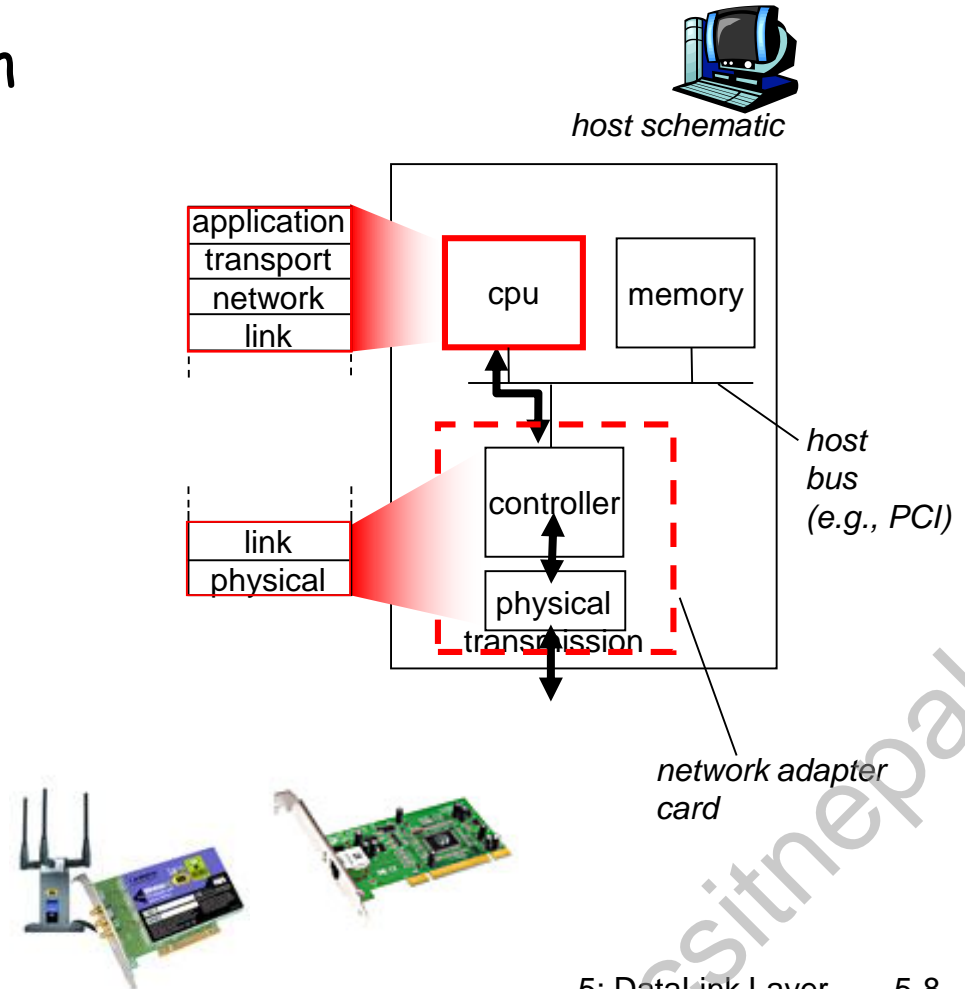 n
host schematic
application
transport
network
link
cpu
memory
host
bus
(e.g., PCI)
controller
link
physical
physical
transmission
network adapter
card
5: DataLink Layer 5-8
csitnepal